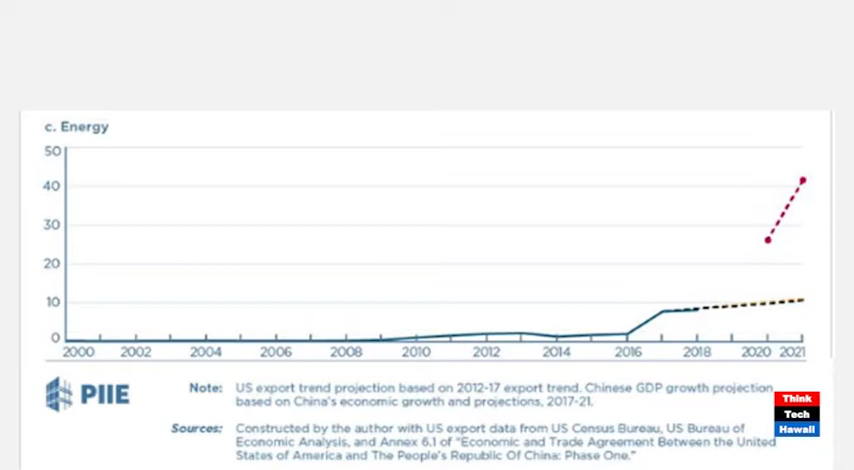 c. Energy
50
40
30
20
10
0
2000 2002 2004 2006 2008 2010 2012 2014 2016 2018 2020 2021
PIIE
Note: US export trend projection based on 2012-17 export trend. Chinese GDP growth projection
based on China's economic growth and projections, 2017-21.
Sources: Constructed by the author with US export data from US Census Bureau, US Bureau of
Economic Analysis, and Annex 6.1 of "Economic and Trade Agreement Between the United
States of America and The People's Republic Of China: Phase One."
Think
Tech
Hawaii